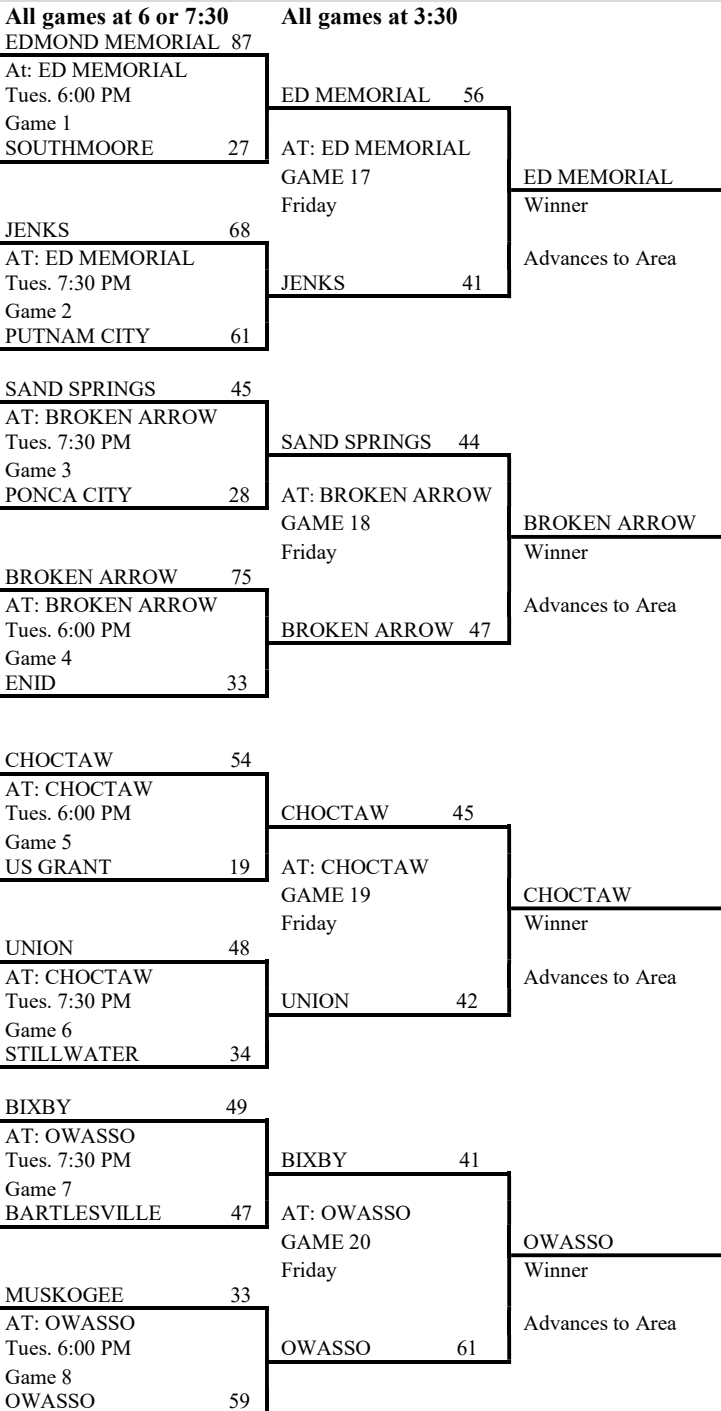 All games at 6 or 7:30 All games at 3:30
EDMOND MEMORIAL 87
At: ED MEMORIAL
Tues. 6:00 PM
Game 1
SOUTHMOORE 27
ED MEMORIAL 56
AT: ED MEMORIAL
GAME 17
Friday
ED MEMORIAL
Winner
Advances to Area
JENKS 68
AT: ED MEMORIAL
Tues. 7:30 PM
Game 2
PUTNAM CITY 61
JENKS 41
SAND SPRINGS 45
AT: BROKEN ARROW
Tues. 7:30 PM
Game 3
PONCA CITY 28
SAND SPRINGS 44
AT: BROKEN ARROW
GAME 18
Friday
BROKEN ARROW
Winner
Advances to Area
BROKEN ARROW 75
AT: BROKEN ARROW
Tues. 6:00 PM
Game 4
ENID 33
BROKEN ARROW 47
CHOCTAW 54
AT: CHOCTAW
Tues. 6:00 PM
Game 5
US GRANT 19
CHOCTAW 45
AT: CHOCTAW
GAME 19
Friday
CHOCTAW
Winner
Advances to Area
UNION 48
AT: CHOCTAW
Tues. 7:30 PM
Game 6
STILLWATER 34
UNION 42
BIXBY 49
AT: OWASSO
Tues. 7:30 PM
Game 7
BARTLESVILLE 47
BIXBY 41
AT: OWASSO
GAME 20
Friday
OWASSO
Winner
Advances to Area
MUSKOGEE 33
AT: OWASSO
Tues. 6:00 PM
Game 8
OWASSO 59
OWASSO 61